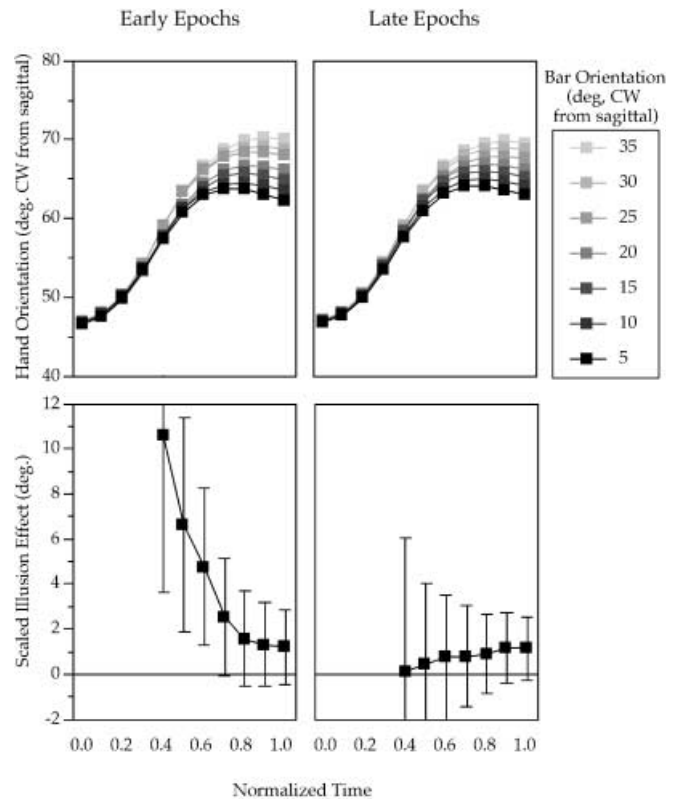 Early Epochs
Late Epochs
Hand Orientation (deg. CW from sagittal)
80
70
60
50
40
Bar Orientation
(deg, CW
from sagittal)
35
30
25
20
15
10
5
Scaled Illusion Effect (deg.)
12
10
8
6
4
2
0
-2
0.0 0.2 0.4 0.6 0.8 1.0
0.0 0.2 0.4 0.6 0.8 1.0
Normalized Time